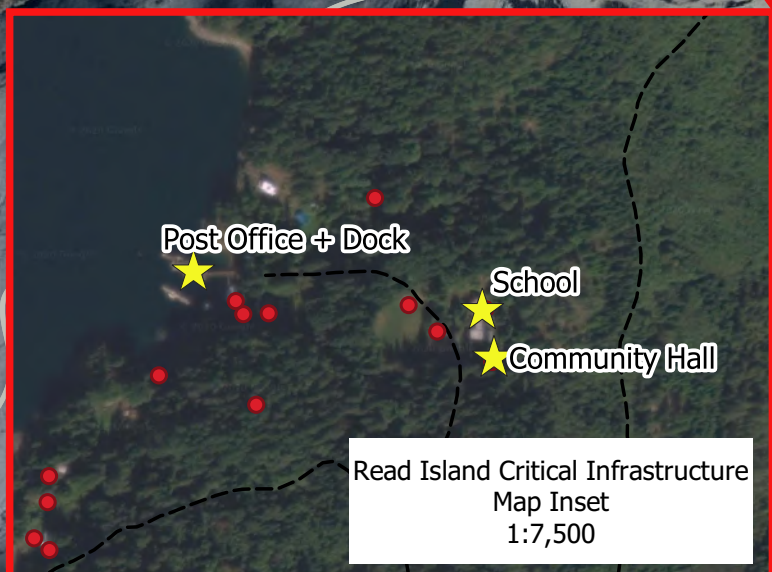 Post Office + Dock
School
Community Hall
Read Island Critical Infrastructure
Map Inset
1:7,500